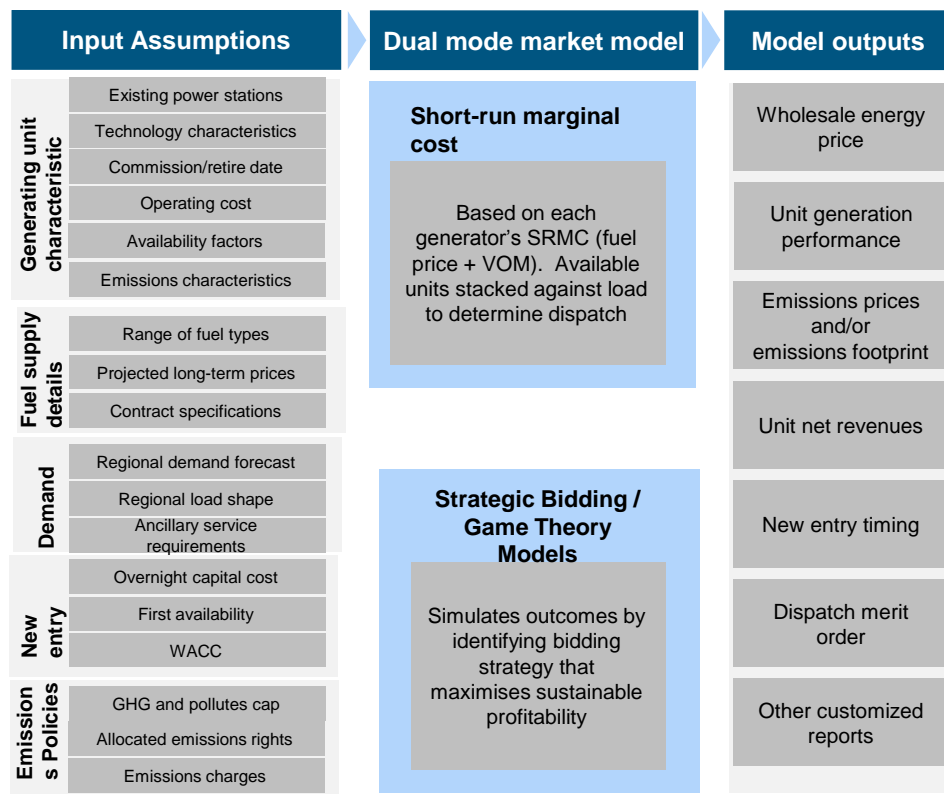 Input Assumptions
Dual mode market model
Model outputs
Generating unit
characteristic
Existing power stations
Technology characteristics
Commission/retire date
Operating cost
Availability factors
Emissions characteristics
Fuel supply
details
Range of fuel types
Projected long-term prices
Contract specifications
Demand
Regional demand forecast
Regional load shape
Ancillary service
requirements
New
entry
Overnight capital cost
First availability
WACC
Emission
s Policies
GHG and pollutes cap
Allocated emissions rights
Emissions charges
Short-run marginal
cost
Based on each
generator's SRMC (fuel
price + VOM).  Available
units stacked against load
to determine dispatch
Strategic Bidding /
Game Theory
Models
Simulates outcomes by
identifying bidding
strategy that
maximises sustainable
profitability
Wholesale energy
price
Unit generation
performance
Emissions prices
and/or
emissions footprint
Unit net revenues
New entry timing
Dispatch merit
order
Other customized
reports